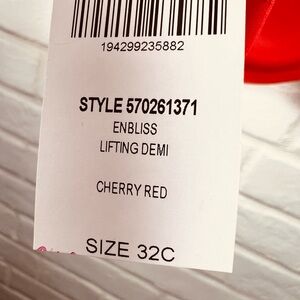 194299235882
STYLE 570261371
ENBLISS
LIFTING DEMI
CHERRY RED
SIZE 32C